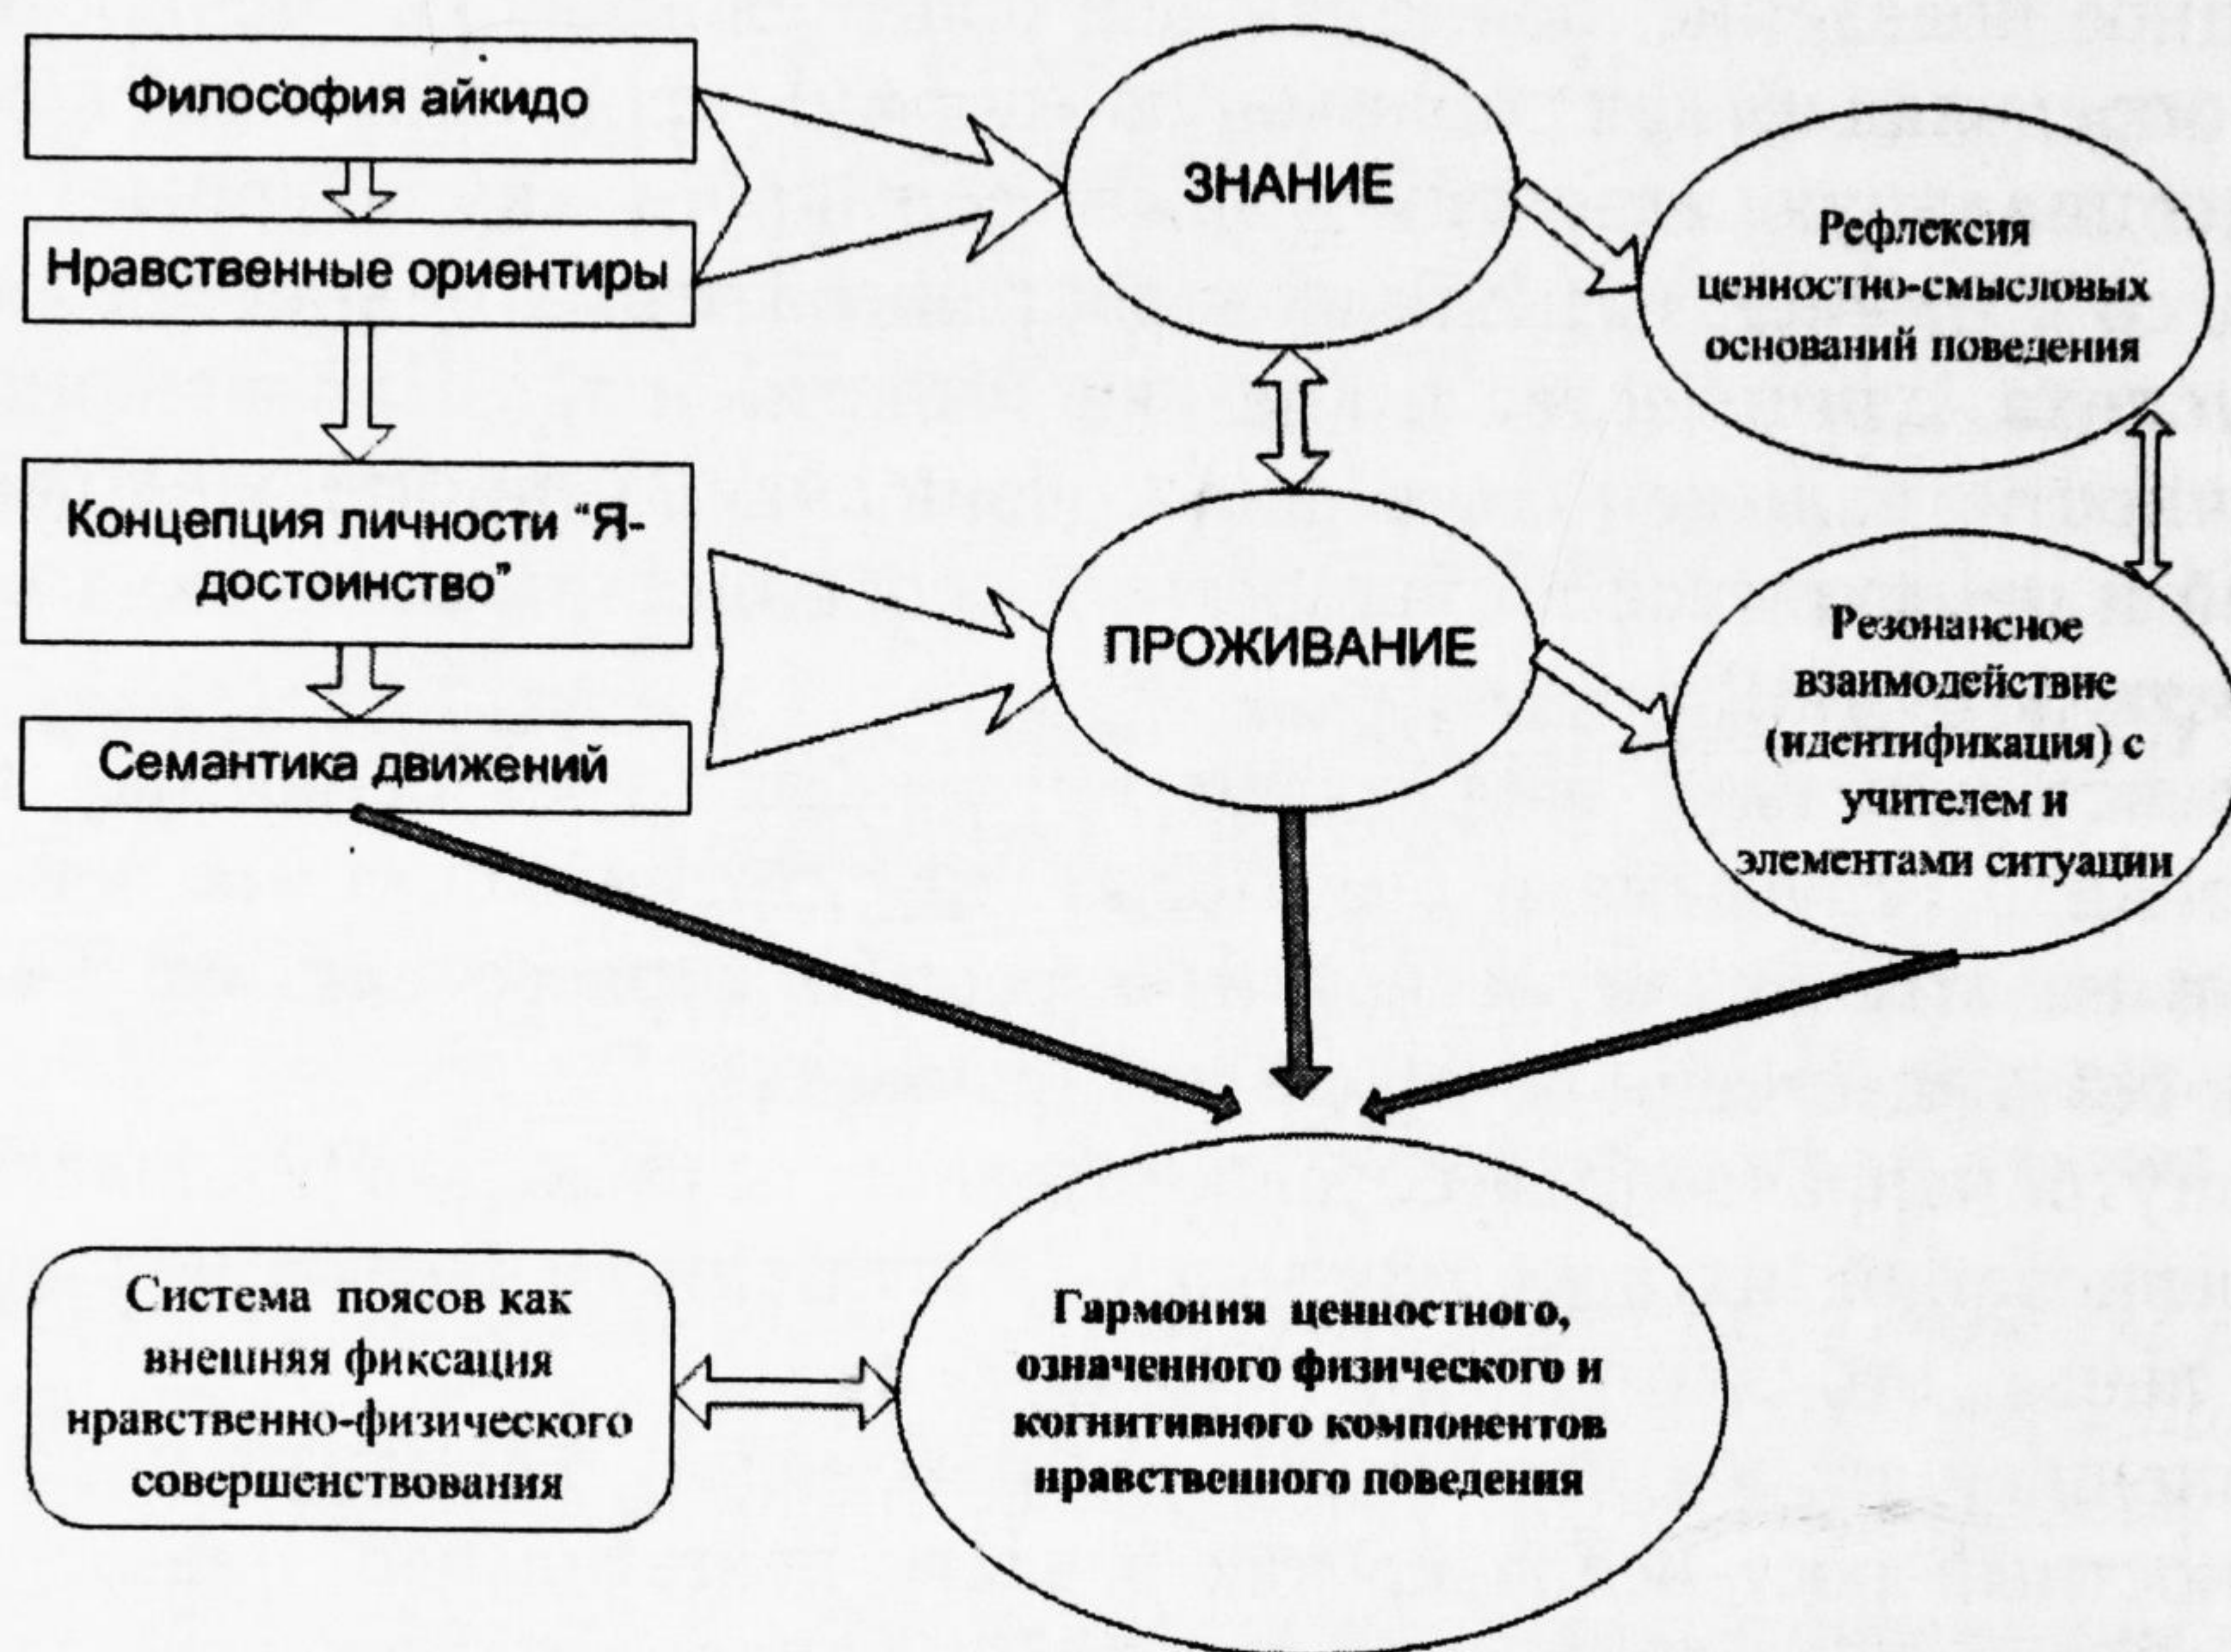 Философия айкидо
Нравственные ориентиры
Концепция личности "Я-
достоинство"
Семантика движений
ЗНАНИЕ
ПРОЖИВАНИЕ
Рефлексия
ценностно-смысловых
оснований поведения
Резонансное
взаимодействие
(идентификация) с
учителем и
элементами ситуации
Система поясов как
внешняя фиксация
нравственно-физического
совершенствования
Гармония ценностного,
означенного физического и
когнитивного компонентов
нравственного поведения